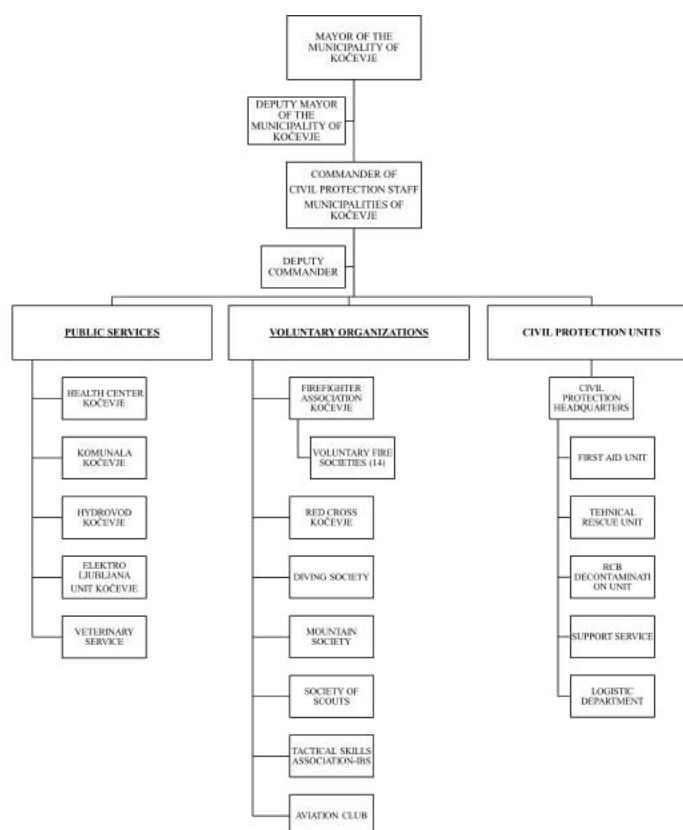 MAYOR OF THE
MUNICIPALITY OF
KOČEVJE
DEPUTY MAYOR
OF THE
MUNICIPALITY OF
KOČEVJE
COMMANDER OF
CIVIL PROTECTION STAFF
MUNICIPALITIES OF
KOČEVJE
DEPUTY
COMMANDER
PUBLIC SERVICES
HEALTH CENTER
KOČEVJE
KOMUNALA
KOČEVJE
HYDROVOD
KOČEVJE
ELEKTRO
LJUBLJANA
UNIT KOČEVJE
VETERINARY
SERVICE
VOLUNTARY ORGANIZATIONS
FIREFIGHTER
ASSOCIATION
KOČEVJE
VOLUNTARY FIRE
SOCIETIES (14)
RED CROSS
KOČEVJE
DIVING SOCIETY
MOUNTAIN
SOCIETY
SOCIETY OF
SCOUTS
TACTICAL SKILLS
ASSOCIATION-IBS
AVIATION CLUB
CIVIL PROTECTION UNITS
CIVIL
PROTECTION
HEADQUARTERS
FIRST AID UNIT
TEHNICAL
RESCUE UNIT
RCB
DECONTAMINATI
ON UNIT
SUPPORT SERVICE
LOGISTIC
DEPARTMENT